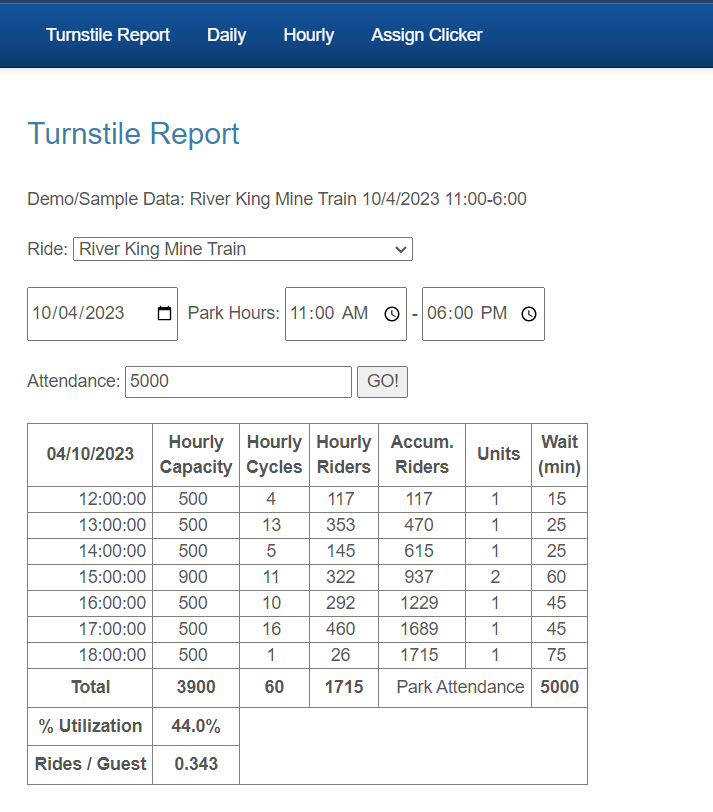 Turnstile Report Daily Hourly Assign Clicker
Turnstile Report
Demo/Sample Data: River King Mine Train 10/4/2023 11:00-6:00
Ride: River King Mine Train
10/04/2023 Park Hours: 11:00 AM - 06:00 PM
Attendance: 5000 GO!
04/10/2023 Hourly Capacity Hourly Cycles Hourly Riders Accum. Riders Units Wait (min)
12:00:00 500 4 117 117 1 15
13:00:00 500 13 353 470 1 25
14:00:00 500 5 145 615 1 25
15:00:00 900 11 322 937 2 60
16:00:00 500 10 292 1229 1 45
17:00:00 500 16 460 1689 1 45
18:00:00 500 1 26 1715 1 75
Total 3900 60 1715 Park Attendance 5000
% Utilization 44.0%
Rides / Guest 0.343